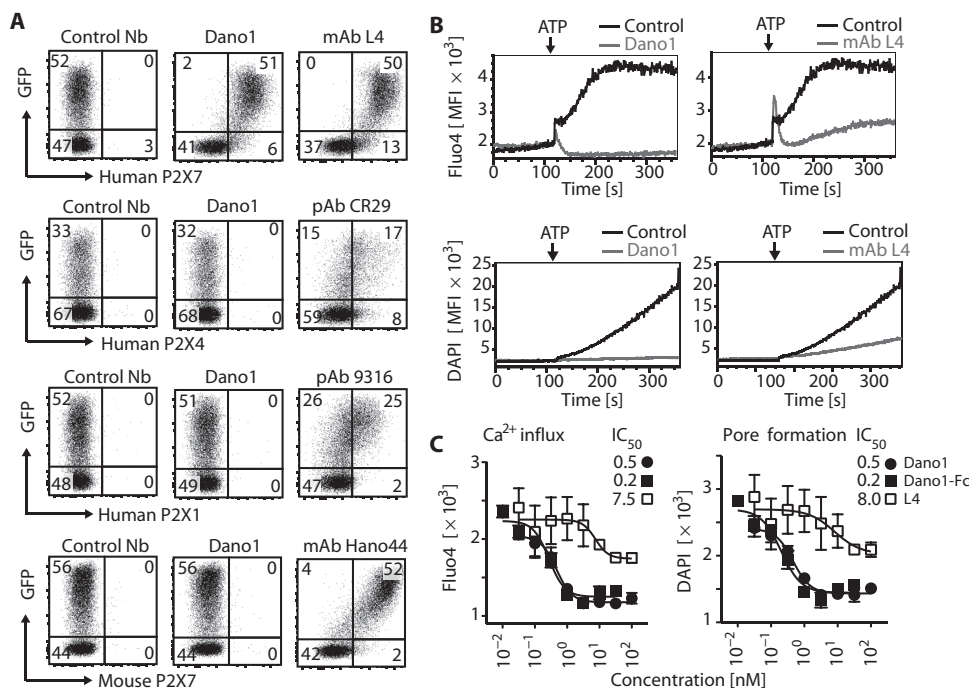 A
Control Nb Dano1 mAb L4
GFP
52 0 2 51 0 50
47 3 41 6 37 13
Human P2X7
Control Nb Dano1 pAb CR29
GFP
33 0 32 0 15 17
67 0 68 0 59 8
Human P2X4
Control Nb Dano1 pAb 9316
GFP
52 0 51 0 26 25
48 0 49 0 47 2
Human P2X1
Control Nb Dano1 mAb Hano44
GFP
56 0 56 0 4 52
44 0 44 0 42 2
Mouse P2X7
B
ATP Control
Dano1
Fluo4 [ MFI × 10³]
4
3
2
0 100 200 300
Time [s]
ATP Control
mAb L4
4
3
2
0 100 200 300
Time [s]
ATP Control
Dano1
DAPI [ MFI × 10³]
25
20
15
10
5
0 100 200 300
Time [s]
ATP Control
mAb L4
25
20
15
10
5
0 100 200 300
Time [s]
C
Ca²⁺ influx IC₅₀
0.5
0.2
7.5
Fluo4 [ × 10³]
3
2
1
10⁻² 10⁻¹ 10⁰ 10¹ 10²
Pore formation IC₅₀
0.5 Dano1
0.2 Dano1-Fc
8.0 L4
DAPI [ × 10³]
3
2
1
10⁻² 10⁻¹ 10⁰ 10¹ 10²
Concentration [nM]